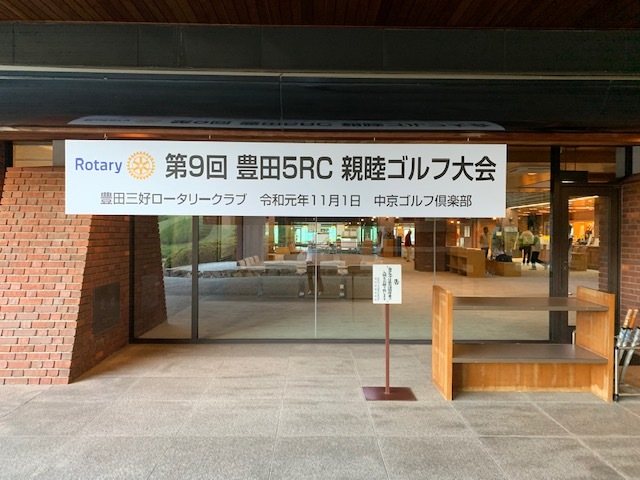 Rotary 第9回 豊田5RC 親睦ゴルフ大会
豊田三好ロータリークラブ 令和元年11月1日 中京ゴルフ倶楽部